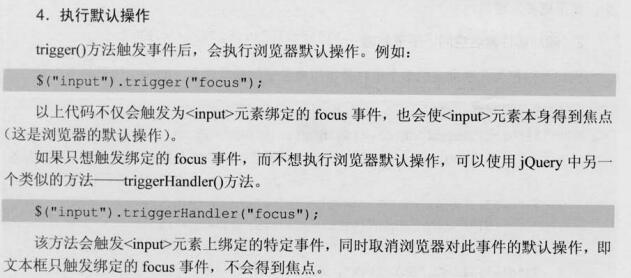 4．执行默认操作
trigger()方法触发事件后，会执行浏览器默认操作。例如：
$("input").trigger("focus");
以上代码不仅会触发为<input>元素绑定的 focus 事件，也会使<input>元素本身得到焦点
（这是浏览器的默认操作）。
如果只想触发绑定的 focus 事件，而不想执行浏览器默认操作，可以使用 jQuery 中另一
个类似的方法——triggerHandler()方法。
$("input").triggerHandler("focus");
该方法会触发<input>元素上绑定的特定事件，同时取消浏览器对此事件的默认操作，即
文本框只触发绑定的 focus 事件，不会得到焦点。